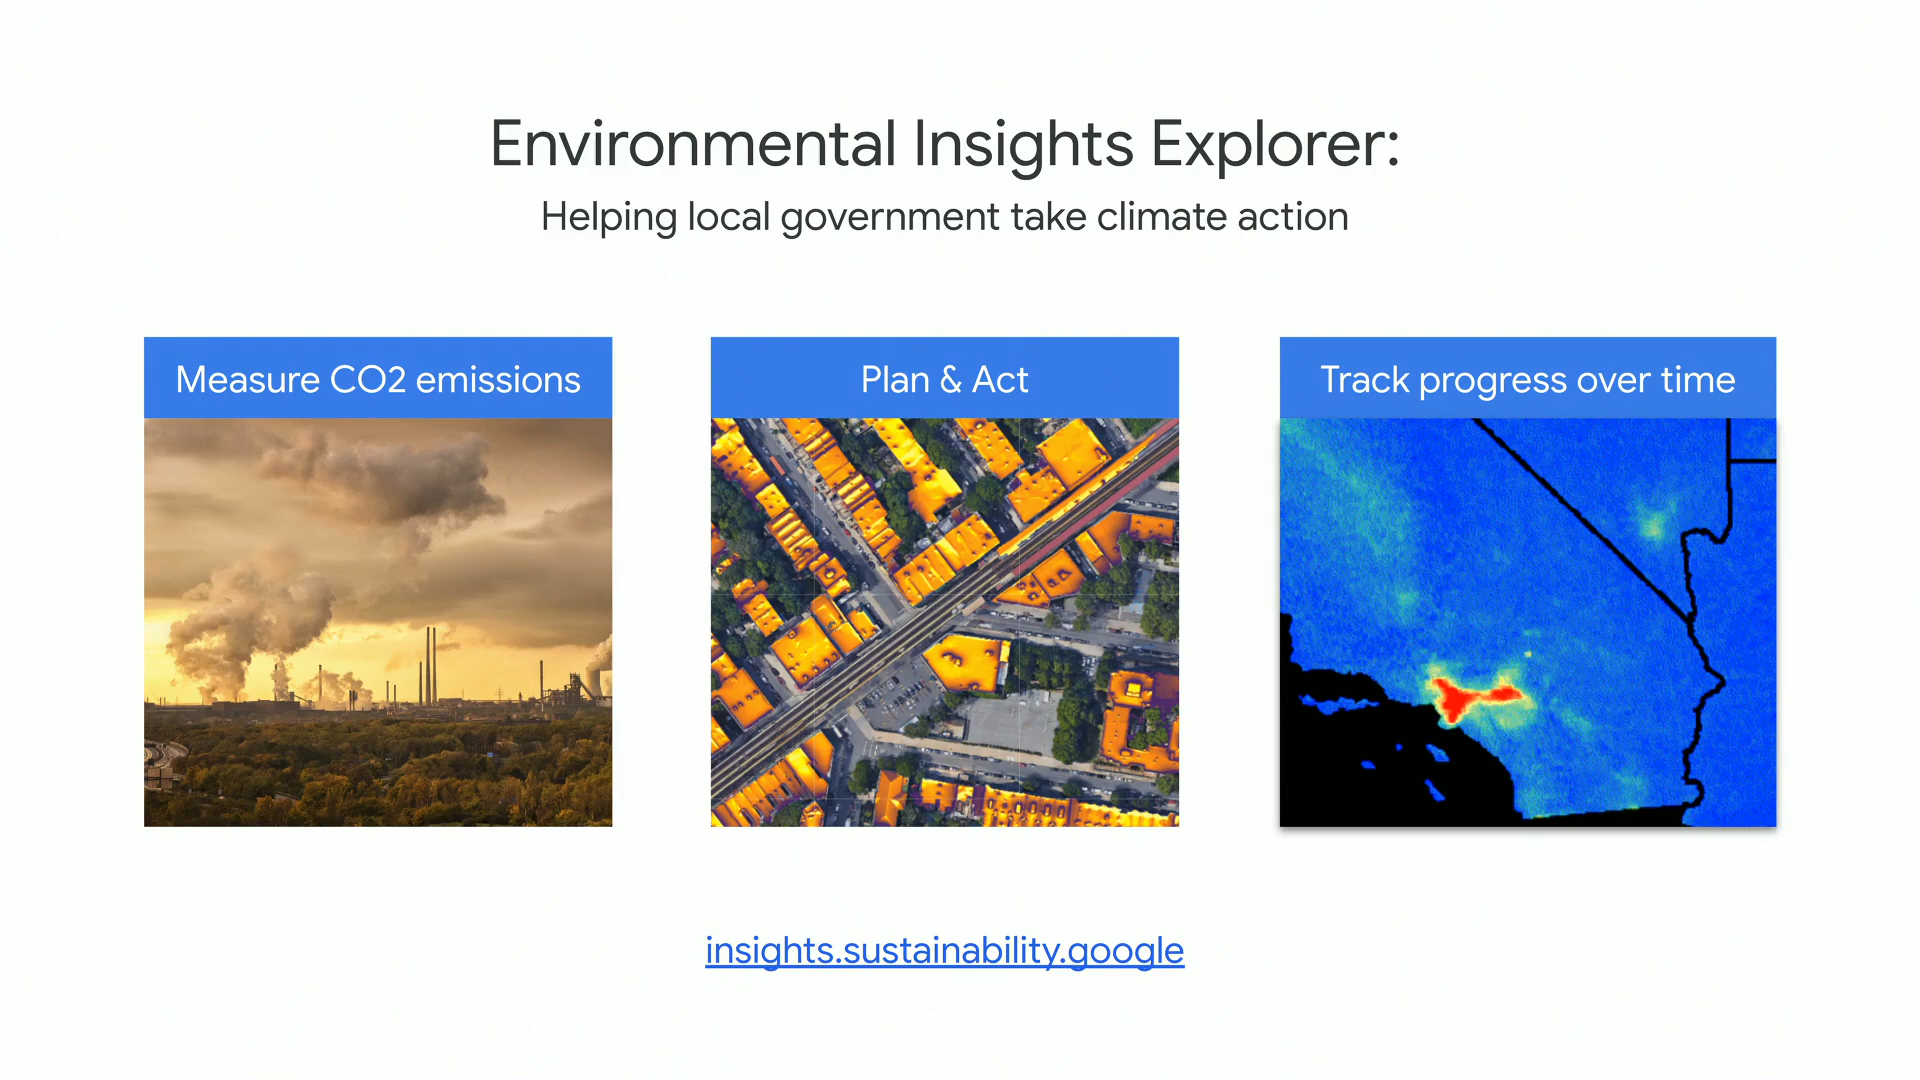 Environmental Insights Explorer:
Helping local government take climate action
Measure CO2 emissions
Plan & Act
Track progress over time
insights.sustainability.google